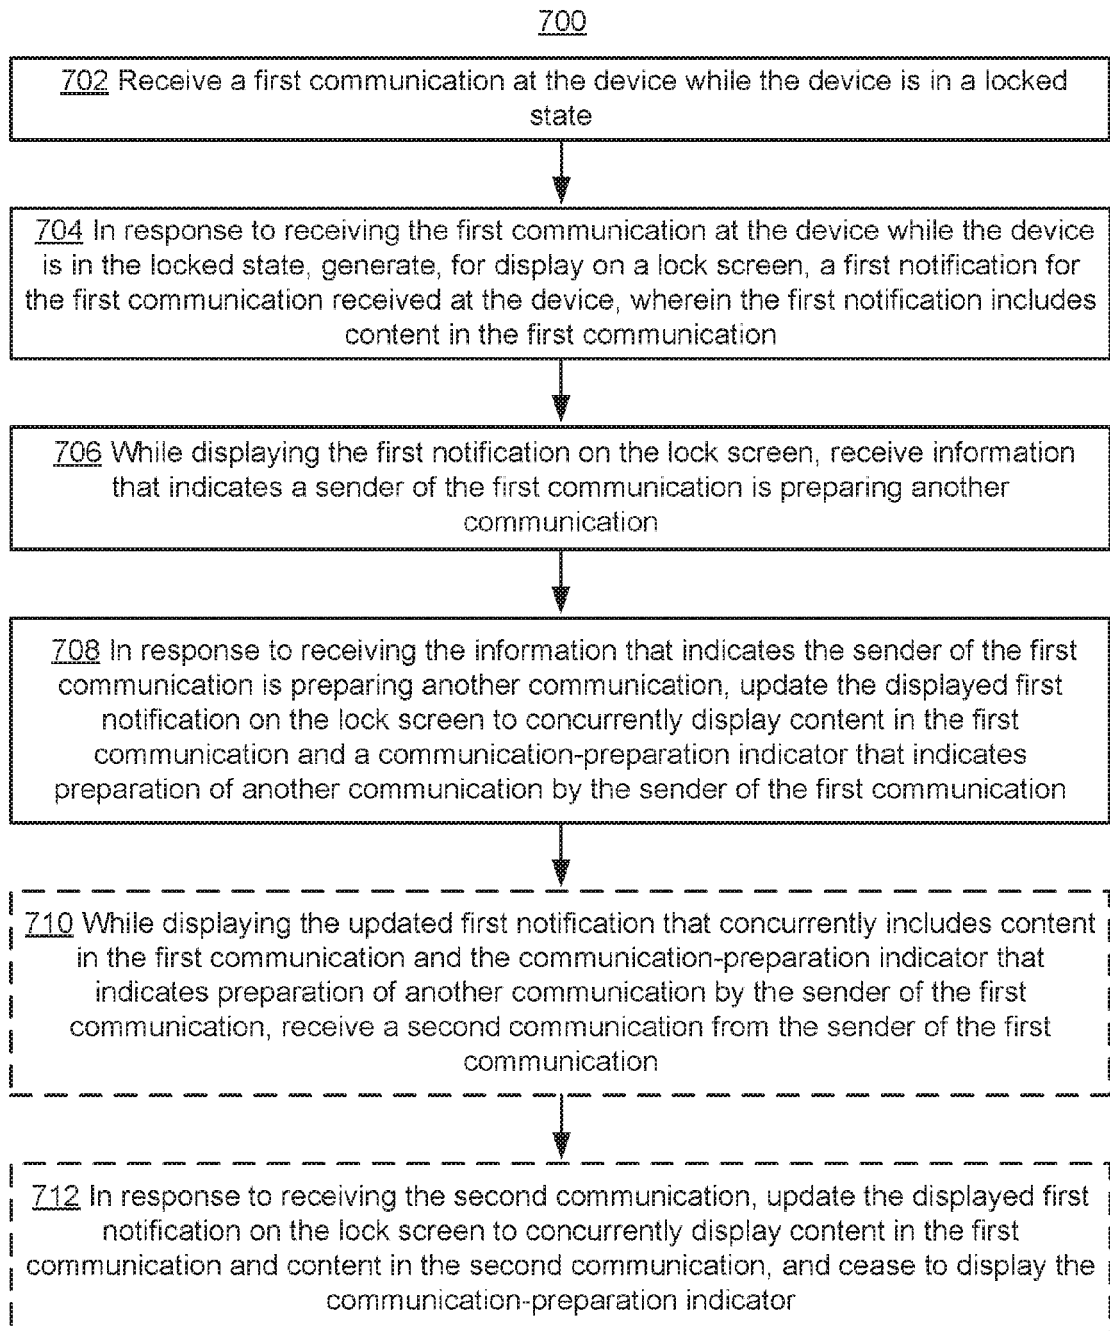 700
702 Receive a first communication at the device while the device is in a locked
state
704 In response to receiving the first communication at the device while the device
is in the locked state, generate, for display on a lock screen, a first notification for
the first communication received at the device, wherein the first notification includes
content in the first communication
706 While displaying the first notification on the lock screen, receive information
that indicates a sender of the first communication is preparing another
communication
708 In response to receiving the information that indicates the sender of the first
communication is preparing another communication, update the displayed first
notification on the lock screen to concurrently display content in the first
communication and a communication-preparation indicator that indicates
preparation of another communication by the sender of the first communication
710 While displaying the updated first notification that concurrently includes content
in the first communication and the communication-preparation indicator that
indicates preparation of another communication by the sender of the first
communication, receive a second communication from the sender of the first
communication
712 In response to receiving the second communication, update the displayed first
notification on the lock screen to concurrently display content in the first
communication and content in the second communication, and cease to display the
communication-preparation indicator